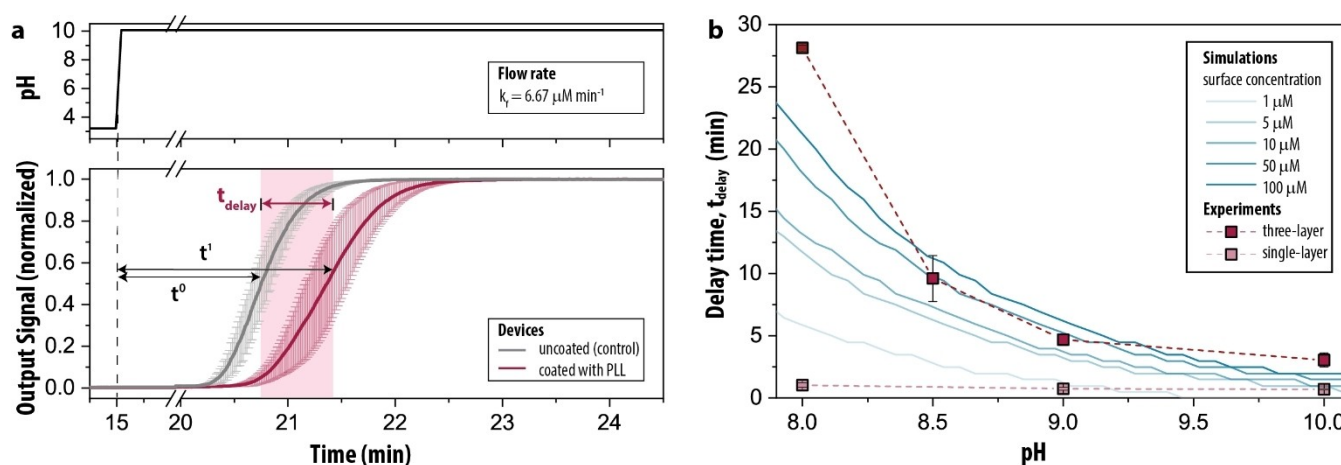 a
pH
10
8
6
4
Flow rate
kf = 6.67 µM min⁻¹
Output Signal (normalized)
1.0
0.8
0.6
0.4
0.2
0.0
tdelay
t¹
t⁰
Devices
uncoated (control)
coated with PLL
15 20 21 22 23 24
Time (min)
b
Delay time, tdelay (min)
30
25
20
15
10
5
0
Simulations
surface concentration
1 µM
5 µM
10 µM
50 µM
100 µM
Experiments
three-layer
single-layer
8.0 8.5 9.0 9.5 10.0
pH